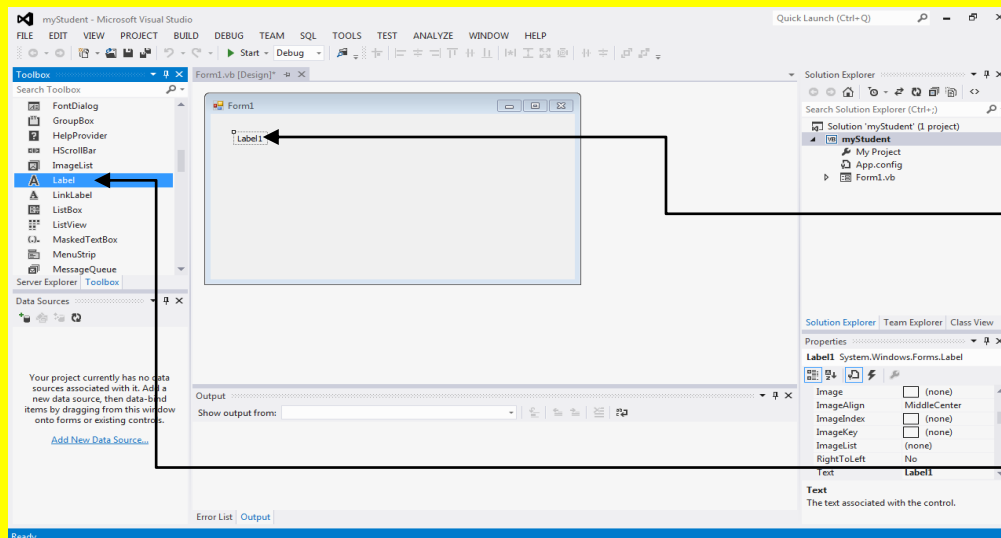 myStudent - Microsoft Visual Studio
Quick Launch (Ctrl+Q)
FILE EDIT VIEW PROJECT BUILD DEBUG TEAM SQL TOOLS TEST ANALYZE WINDOW HELP
Start Debug
Toolbox
Search Toolbox
FontDialog
GroupBox
HelpProvider
HScrollBar
ImageList
Label
LinkLabel
ListBox
ListView
MaskedTextBox
MenuStrip
MessageQueue
Server Explorer Toolbox
Data Sources
Your project currently has no data
sources associated with it. Add a
new data source, then data-bind
items by dragging from this window
onto forms or existing controls.
Add New Data Source...
Form1.vb [Design]*
Form1
Label1
Output
Show output from:
Error List Output
Solution Explorer
Search Solution Explorer (Ctrl+;)
Solution 'myStudent' (1 project)
myStudent
My Project
App.config
Form1.vb
Solution Explorer Team Explorer Class View
Properties
Label1 System.Windows.Forms.Label
Image (none)
ImageAlign MiddleCenter
ImageIndex (none)
ImageKey (none)
ImageList (none)
RightToLeft No
Text Label1
Text
The text associated with the control.
Ready